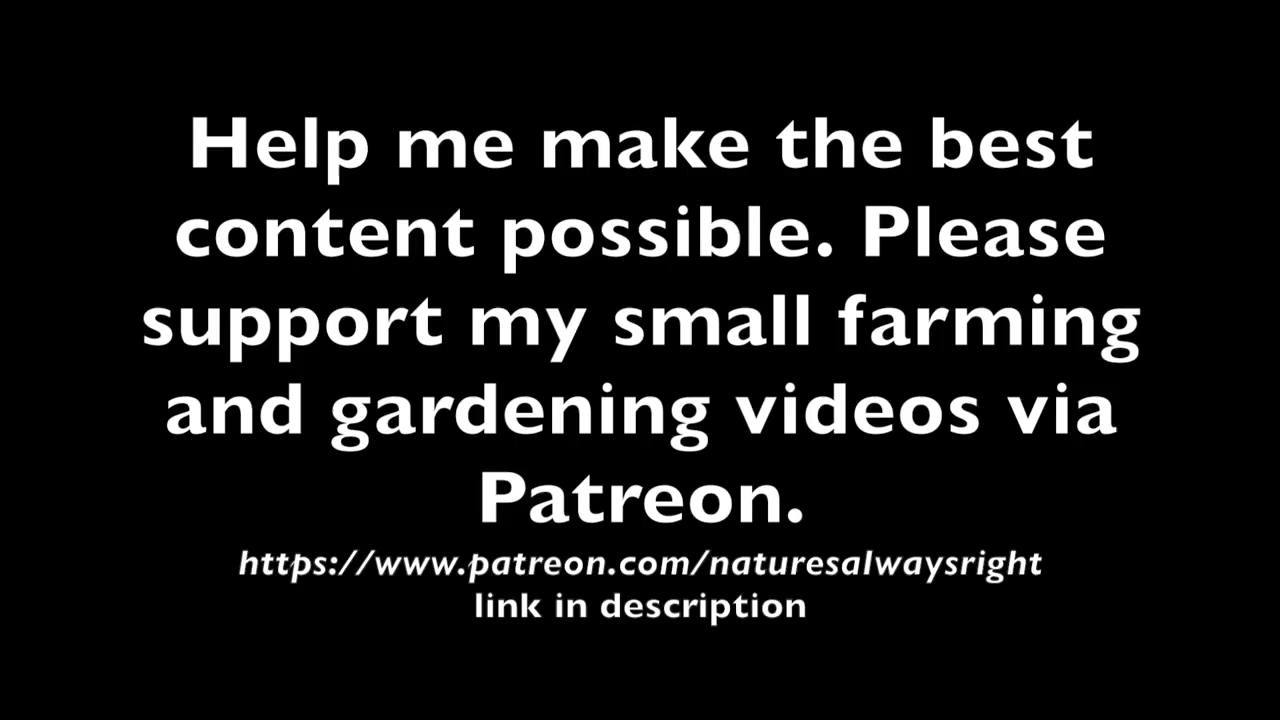 Help me make the best
content possible. Please
support my small farming
and gardening videos via
Patreon.
https://www.patreon.com/naturesalwaysright
link in description